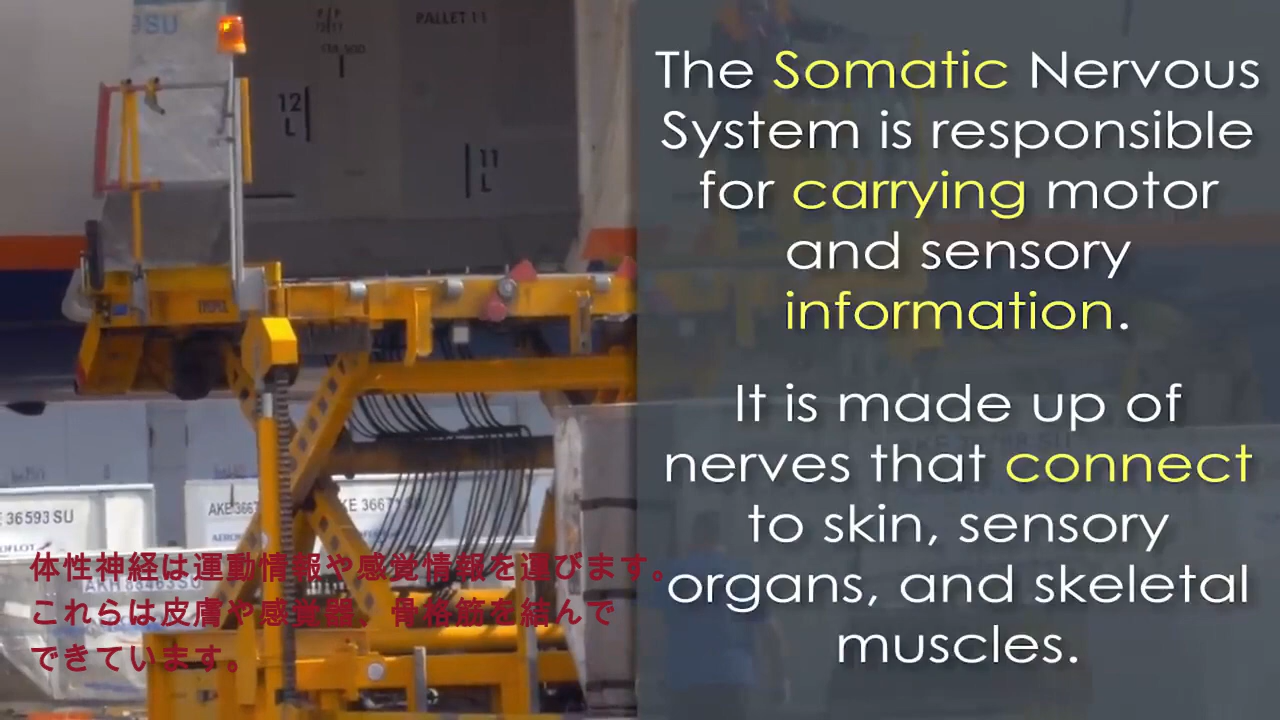 9SU
PALLET 11
12
L
11
L
The Somatic Nervous
System is responsible
for carrying motor
and sensory
information.
It is made up of
nerves that connect
to skin, sensory
organs, and skeletal
muscles.
36593 SU
AKE 3667
KE 3667
体性神経は運動情報や感覚情報を運びます。
これらは皮膚や感覚器、骨格筋を結んで
できています。